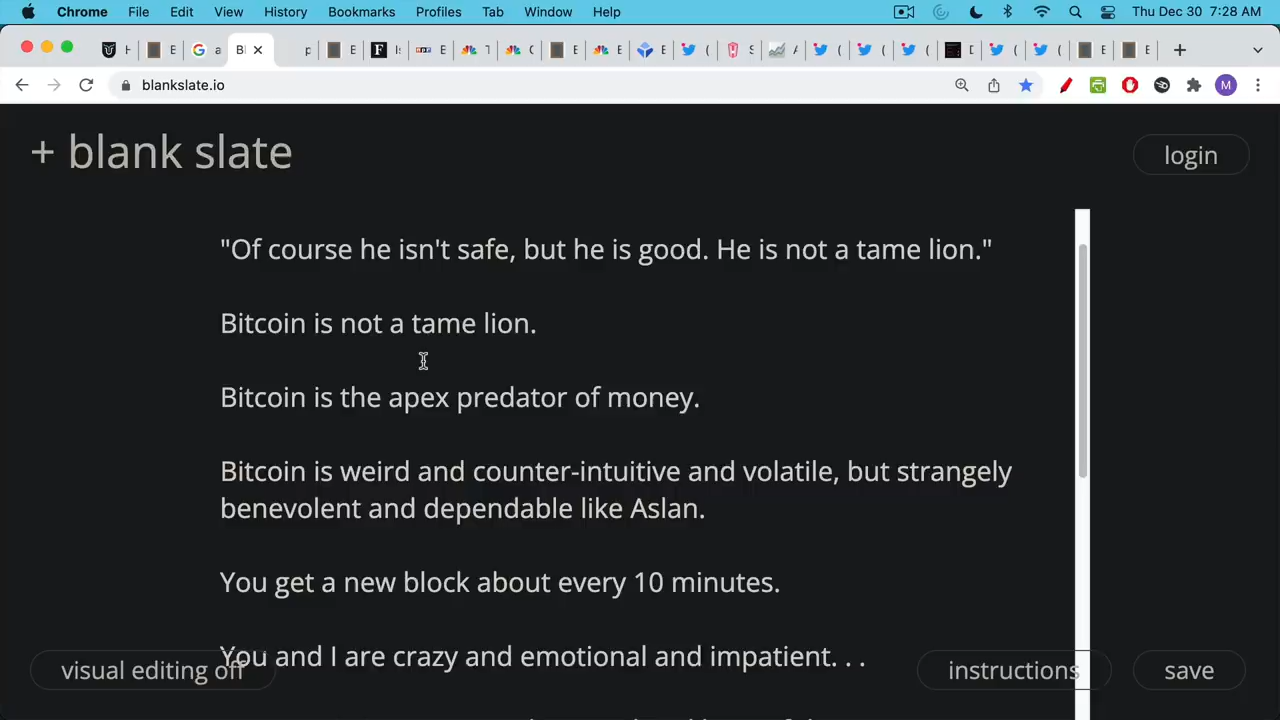 Chrome File Edit View History Bookmarks Profiles Tab Window Help Thu Dec 30 7:28 AM
blankslate.io M
+ blank slate
login
"Of course he isn't safe, but he is good. He is not a tame lion."
Bitcoin is not a tame lion.
Bitcoin is the apex predator of money.
Bitcoin is weird and counter-intuitive and volatile, but strangely
benevolent and dependable like Aslan.
You get a new block about every 10 minutes.
You and I are crazy and emotional and impatient. . .
visual editing off
instructions
save